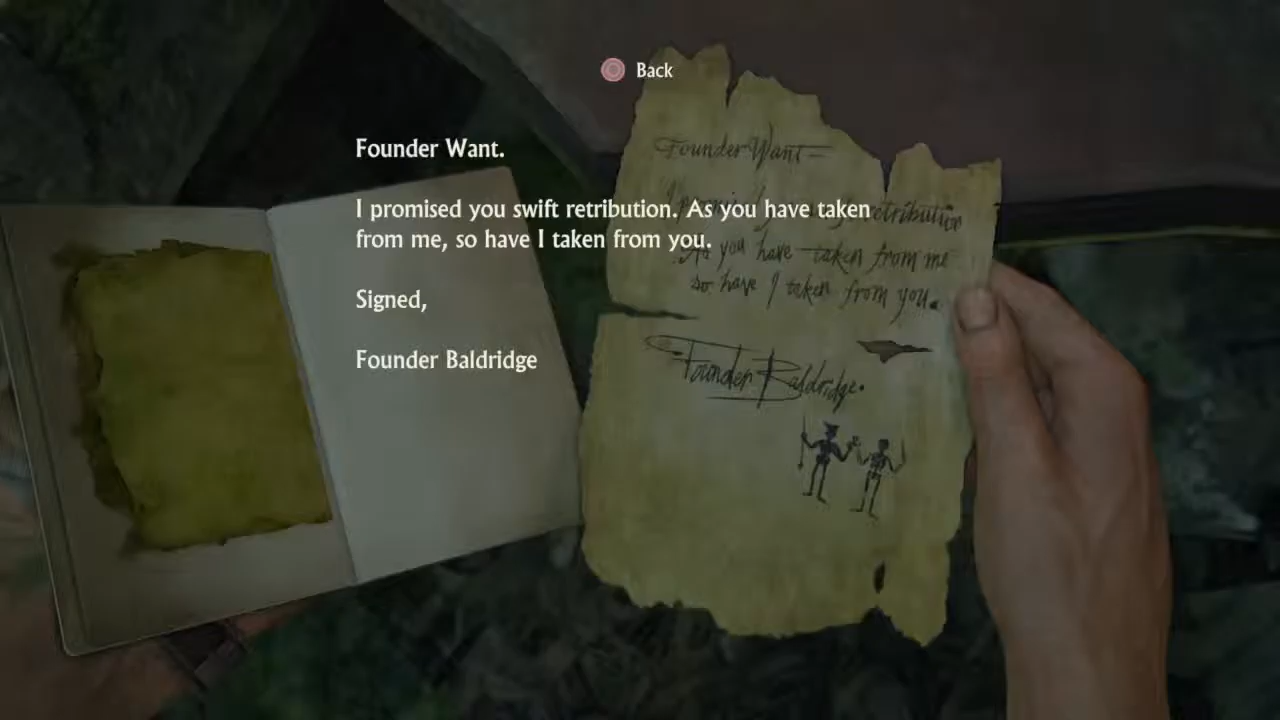 Back
Founder Want.
I promised you swift retribution. As you have taken
from me, so have I taken from you.
Signed,
Founder Baldridge
Founder Want —
retribution
As you have taken from me
so have I taken from you.
Founder Baldridge.